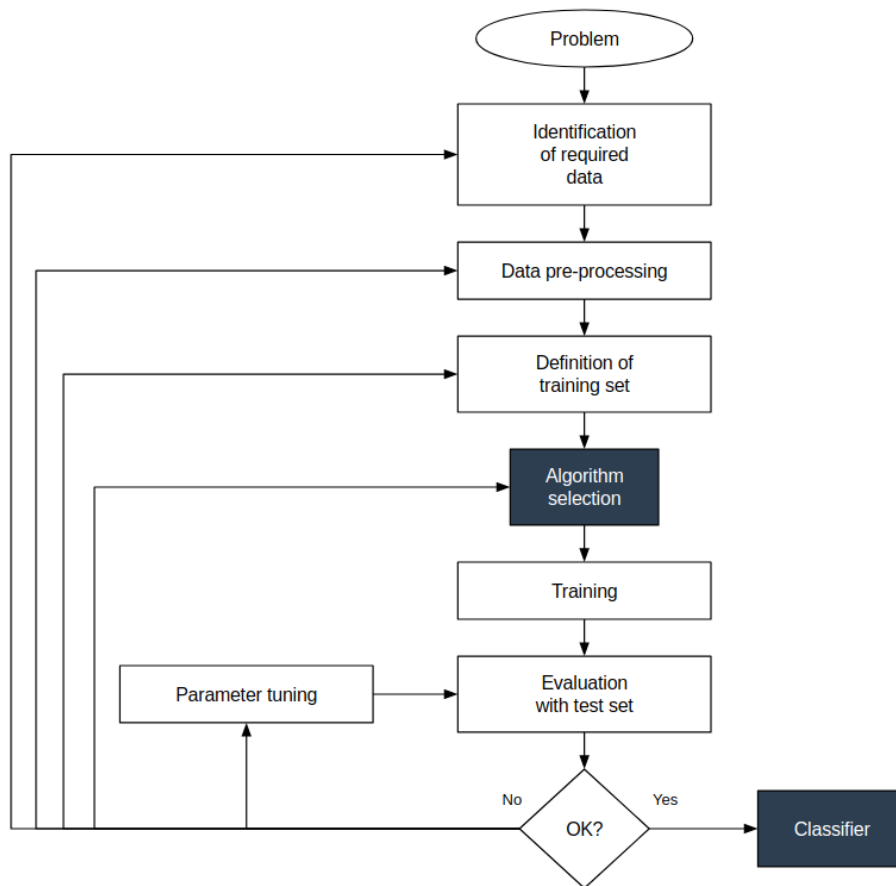 Problem
Identification
of required
data
Data pre-processing
Definition of
training set
Algorithm
selection
Training
Parameter tuning
Evaluation
with test set
No
Yes
OK?
Classifier